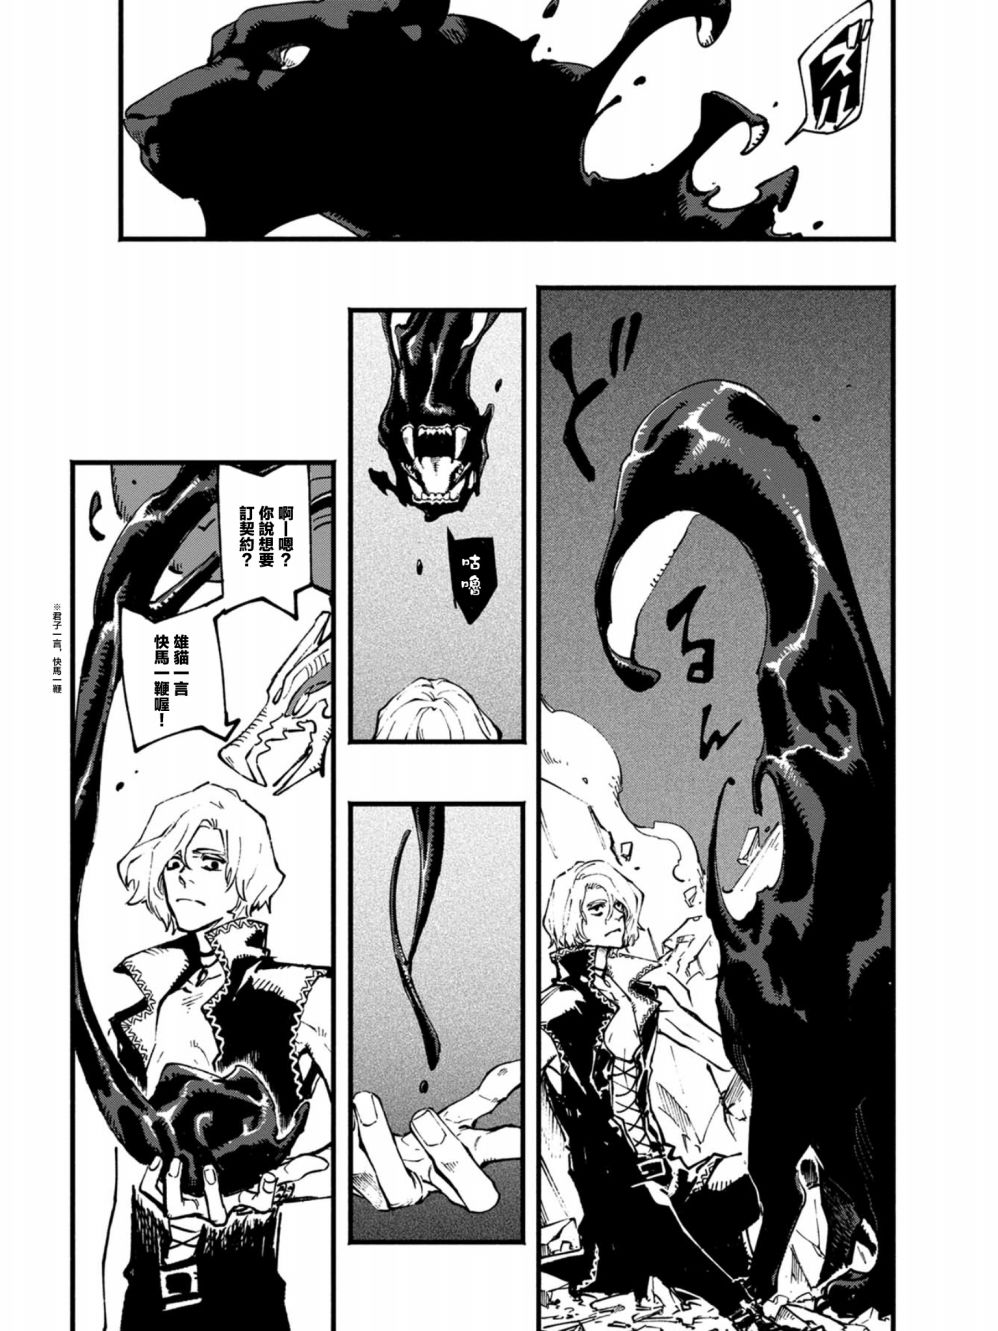 ズル
どるん
咕嚕
啊ー嗯？
你說想要
訂契約？
雄貓一言
快馬一鞭喔！
※君子一言，快馬一鞭